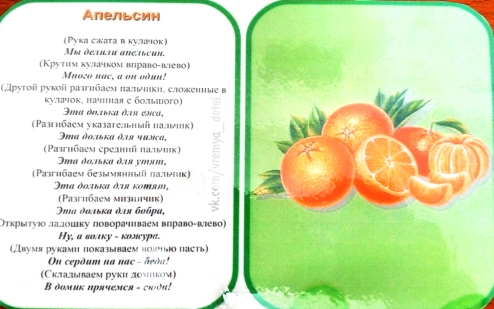 Апельсин
(Рука сжата в кулачок)
Мы делили апельсин.
(Крутим кулачком вправо-влево)
Много нас, а он один!
(Другой рукой разгибаем пальчики, сложенные в
кулачок, начиная с большого)
Эта долька для ежа,
(Разгибаем указательный пальчик)
Эта долька для чижа,
(Разгибаем средний пальчик)
Эта долька для утят,
(Разгибаем безымянный пальчик)
Эта долька для котят,
(Разгибаем мизинчик)
Эта долька для бобра,
Открытую ладошку поворачиваем вправо-влево)
Ну, а волку - кожура.
(Двумя руками показываем волчью пасть)
Он сердит на нас - беда!
(Складываем руки домиком)
В домик прячемся - сюда!
vk.com/vremya_detei